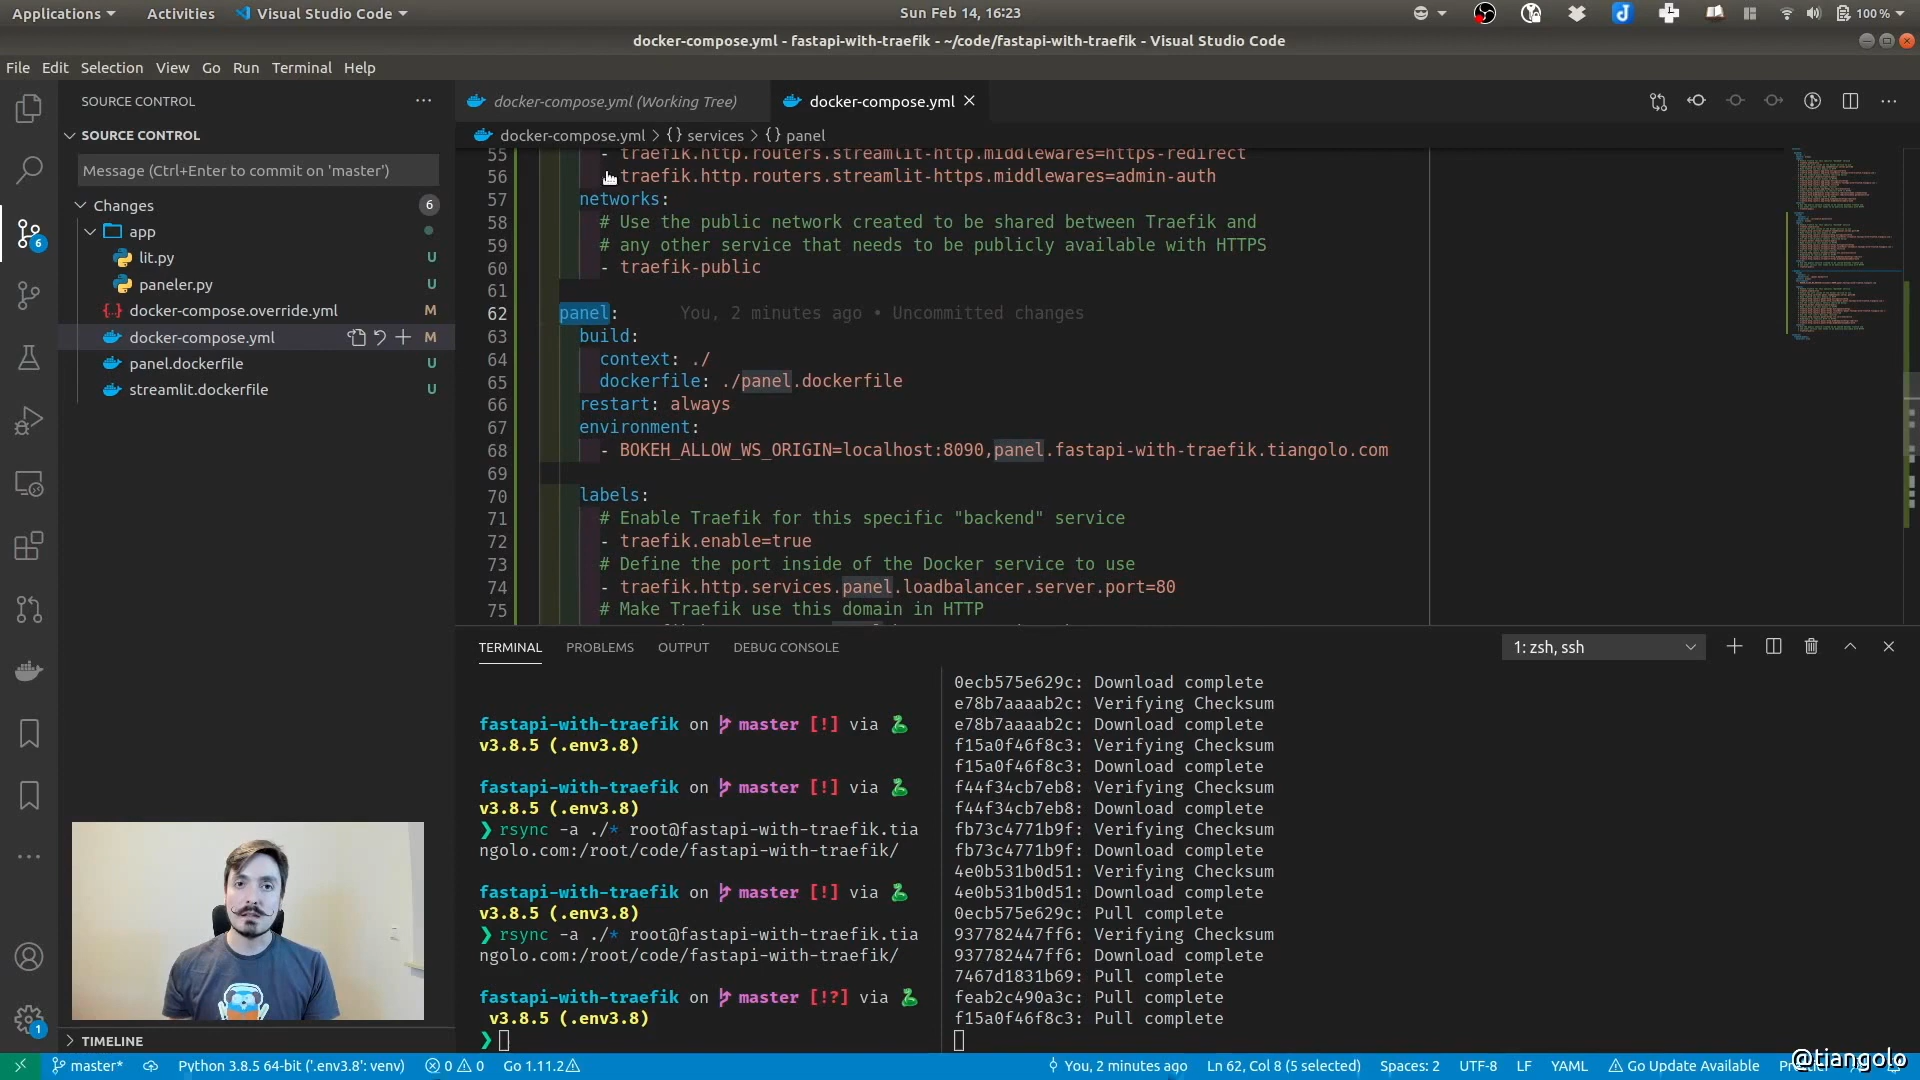 Applications
Activities
Visual Studio Code
Sun Feb 14, 16:23
100 %
docker-compose.yml - fastapi-with-traefik - ~/code/fastapi-with-traefik - Visual Studio Code
File Edit Selection View Go Run Terminal Help
SOURCE CONTROL
docker-compose.yml (Working Tree)
docker-compose.yml
SOURCE CONTROL
docker-compose.yml > {} services > {} panel
Message (Ctrl+Enter to commit on 'master')
Changes 6
app
lit.py U
paneler.py U
docker-compose.override.yml M
docker-compose.yml M
panel.dockerfile U
streamlit.dockerfile U
6
55 - traefik.http.routers.streamlit-http.middlewares=https-redirect
56 traefik.http.routers.streamlit-https.middlewares=admin-auth
57 networks:
58 # Use the public network created to be shared between Traefik and
59 # any other service that needs to be publicly available with HTTPS
60 - traefik-public
61
62 panel: You, 2 minutes ago • Uncommitted changes
63 build:
64 context: ./
65 dockerfile: ./panel.dockerfile
66 restart: always
67 environment:
68 - BOKEH_ALLOW_WS_ORIGIN=localhost:8090,panel.fastapi-with-traefik.tiangolo.com
69
70 labels:
71 # Enable Traefik for this specific "backend" service
72 - traefik.enable=true
73 # Define the port inside of the Docker service to use
74 - traefik.http.services.panel.loadbalancer.server.port=80
75 # Make Traefik use this domain in HTTP
TERMINAL PROBLEMS OUTPUT DEBUG CONSOLE
1: zsh, ssh
fastapi-with-traefik on master [!] via
v3.8.5 (.env3.8)
fastapi-with-traefik on master [!] via
v3.8.5 (.env3.8)
❯ rsync -a ./* root@fastapi-with-traefik.tia
ngolo.com:/root/code/fastapi-with-traefik/
fastapi-with-traefik on master [!] via
v3.8.5 (.env3.8)
❯ rsync -a ./* root@fastapi-with-traefik.tia
ngolo.com:/root/code/fastapi-with-traefik/
fastapi-with-traefik on master [!?] via
v3.8.5 (.env3.8)
❯
0ecb575e629c: Download complete
e78b7aaaab2c: Verifying Checksum
e78b7aaaab2c: Download complete
f15a0f46f8c3: Verifying Checksum
f15a0f46f8c3: Download complete
f44f34cb7eb8: Verifying Checksum
f44f34cb7eb8: Download complete
fb73c4771b9f: Verifying Checksum
fb73c4771b9f: Download complete
4e0b531b0d51: Verifying Checksum
4e0b531b0d51: Download complete
0ecb575e629c: Pull complete
937782447ff6: Verifying Checksum
937782447ff6: Download complete
7467d1831b69: Pull complete
feab2c490a3c: Pull complete
f15a0f46f8c3: Pull complete
1
TIMELINE
master*
Python 3.8.5 64-bit ('.env3.8': venv)
0 0
Go 1.11.2
You, 2 minutes ago
Ln 62, Col 8 (5 selected)
Spaces: 2
UTF-8
LF
YAML
Go Update Available
@tiangolo